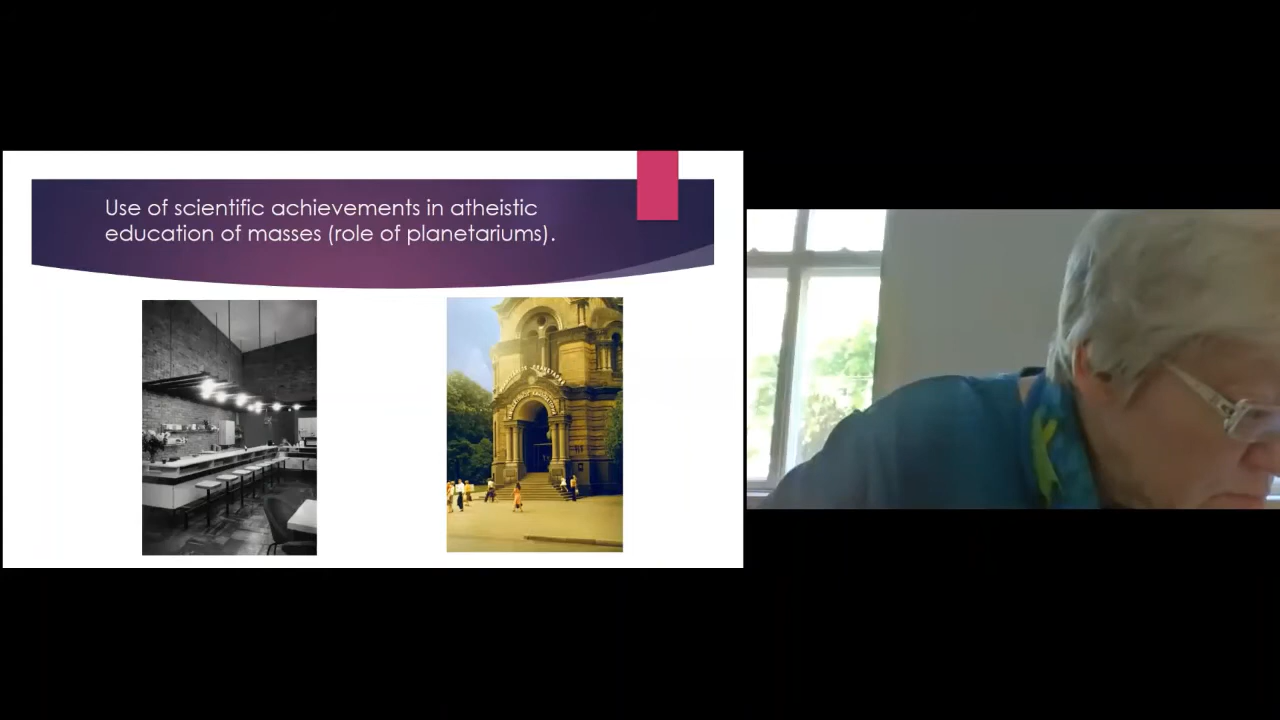 Use of scientific achievements in atheistic
education of masses (role of planetariums).